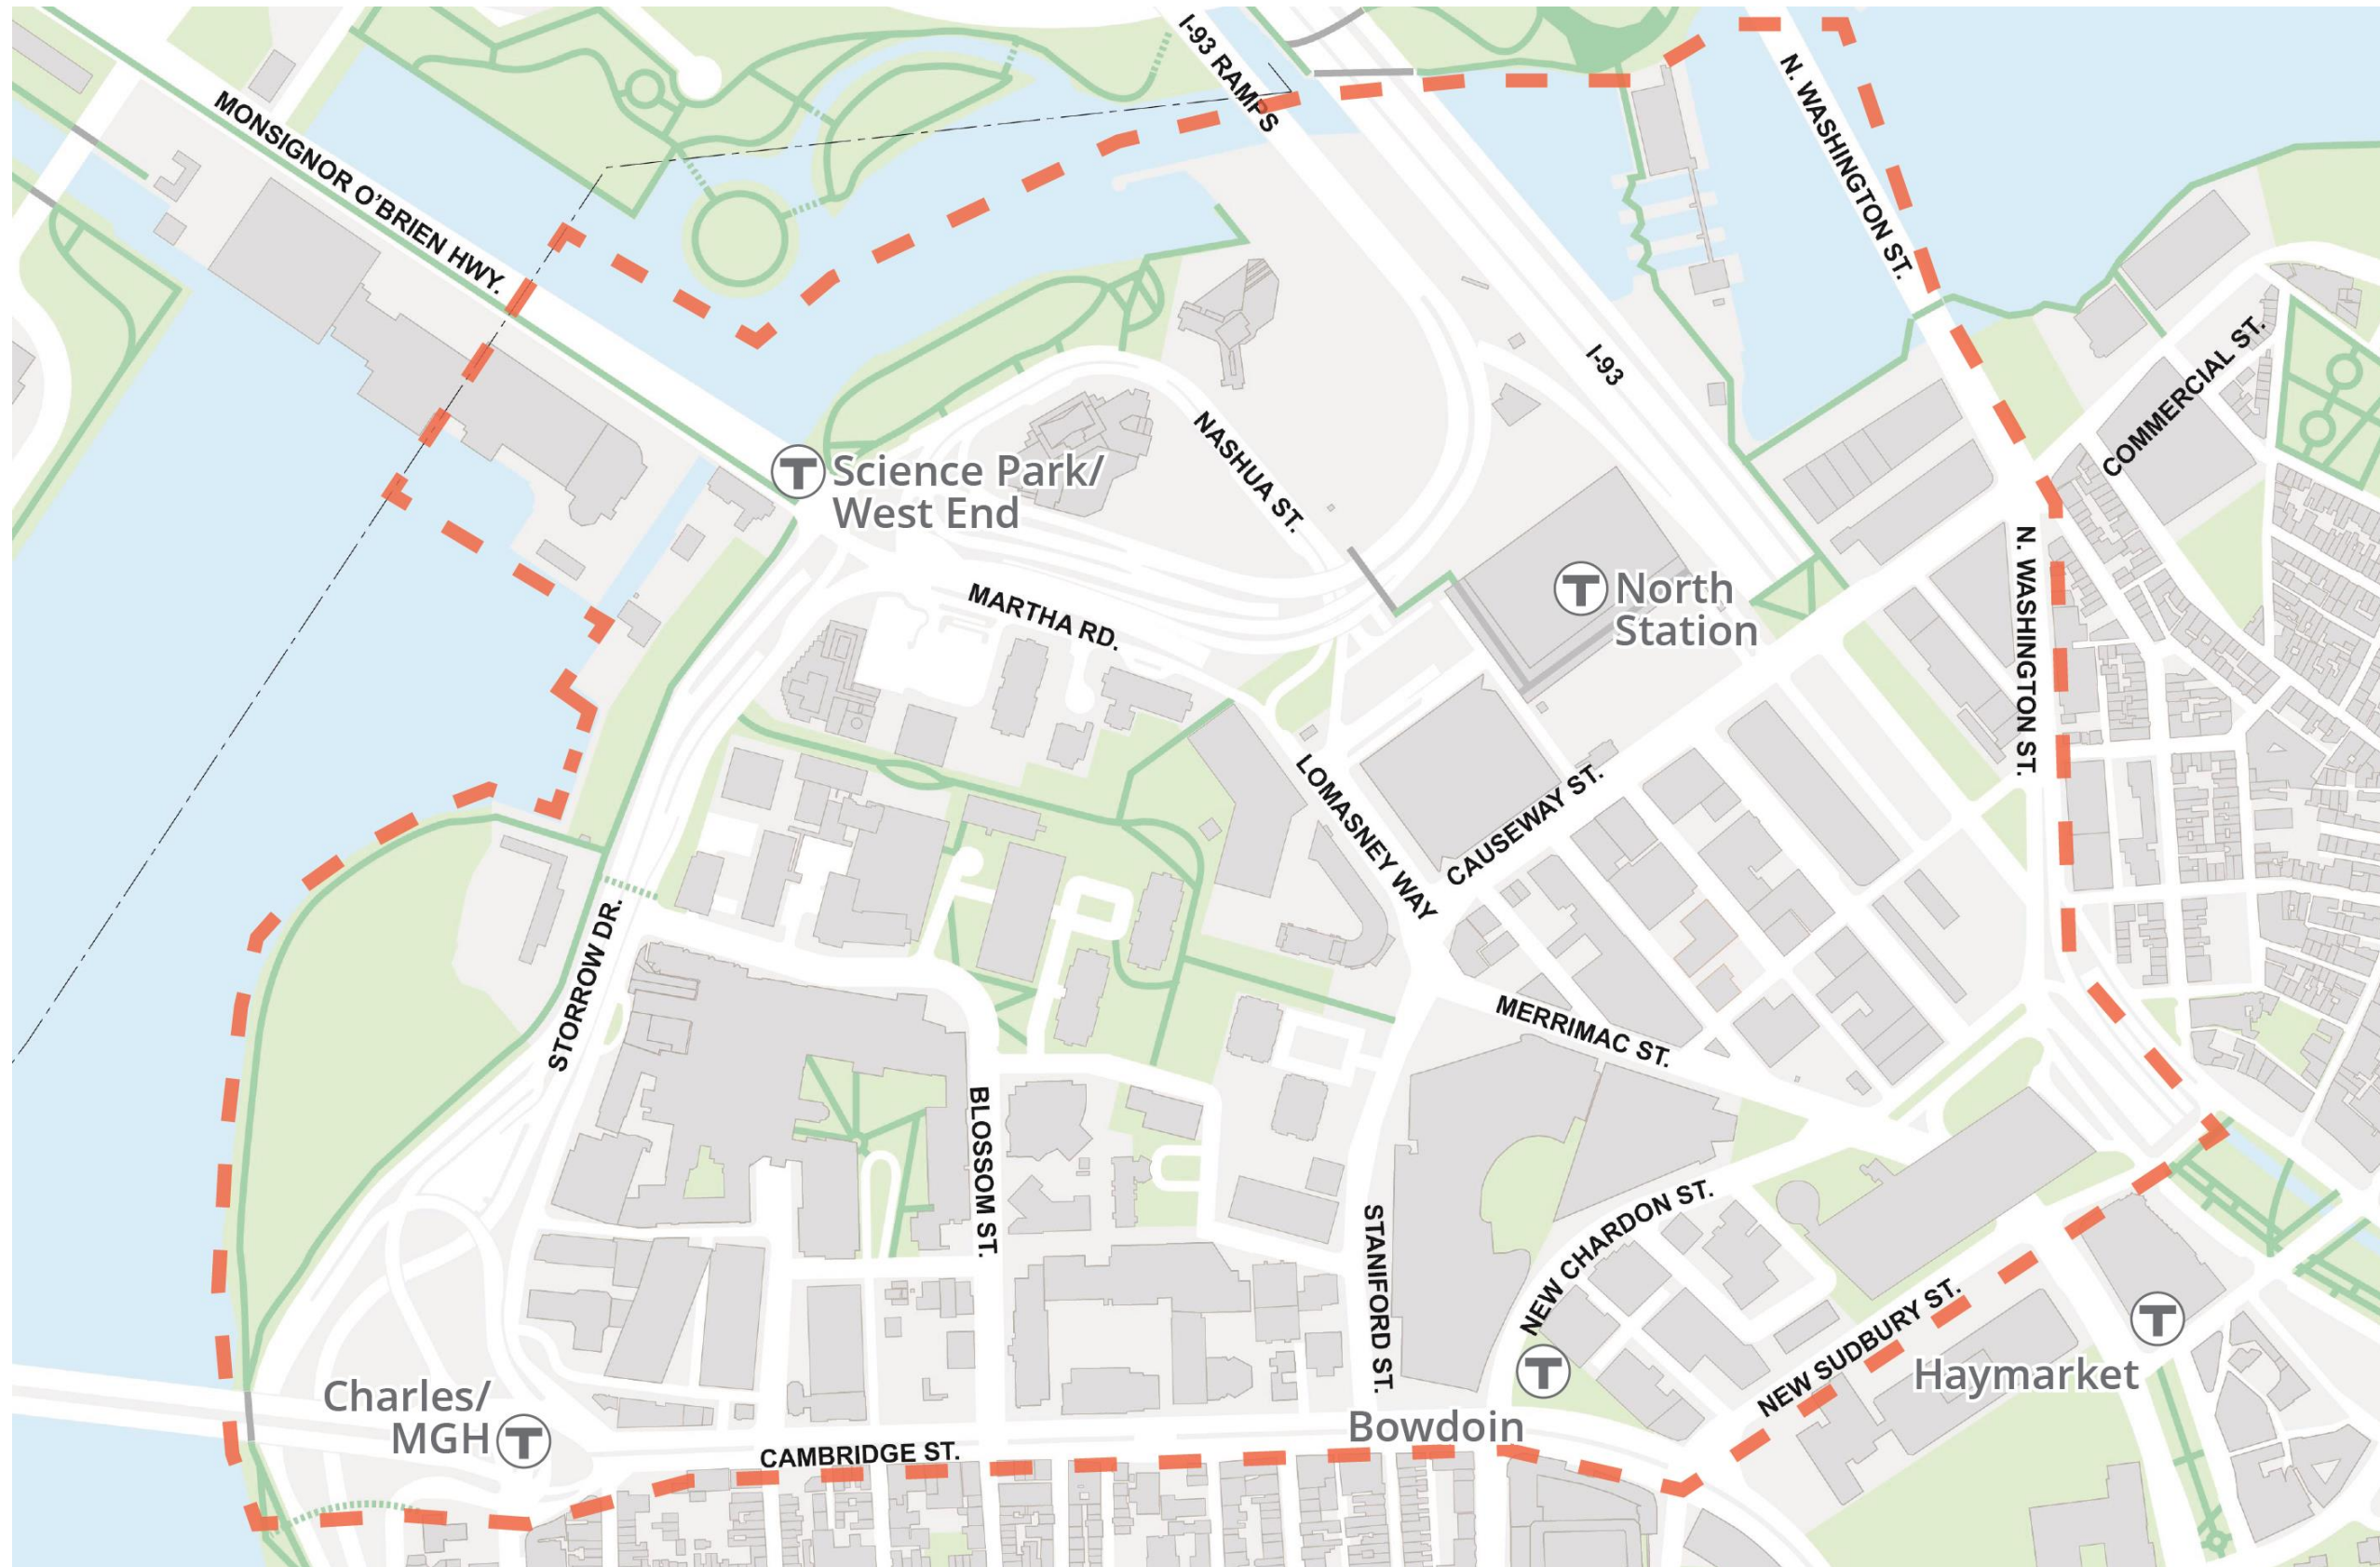 I-93 RAMPS
N. WASHINGTON ST.
MONSIGNOR O'BRIEN HWY.
I-93
COMMERCIAL ST.
NASHUA ST.
T Science Park/
West End
MARTHA RD.
T North
Station
N. WASHINGTON ST.
LOMASNEY WAY
CAUSEWAY ST.
STORROW DR.
MERRIMAC ST.
BLOSSOM ST.
STANIFORD ST.
NEW CHARDON ST.
NEW SUDBURY ST.
T
Haymarket
T
Bowdoin
Charles/
MGH T
CAMBRIDGE ST.